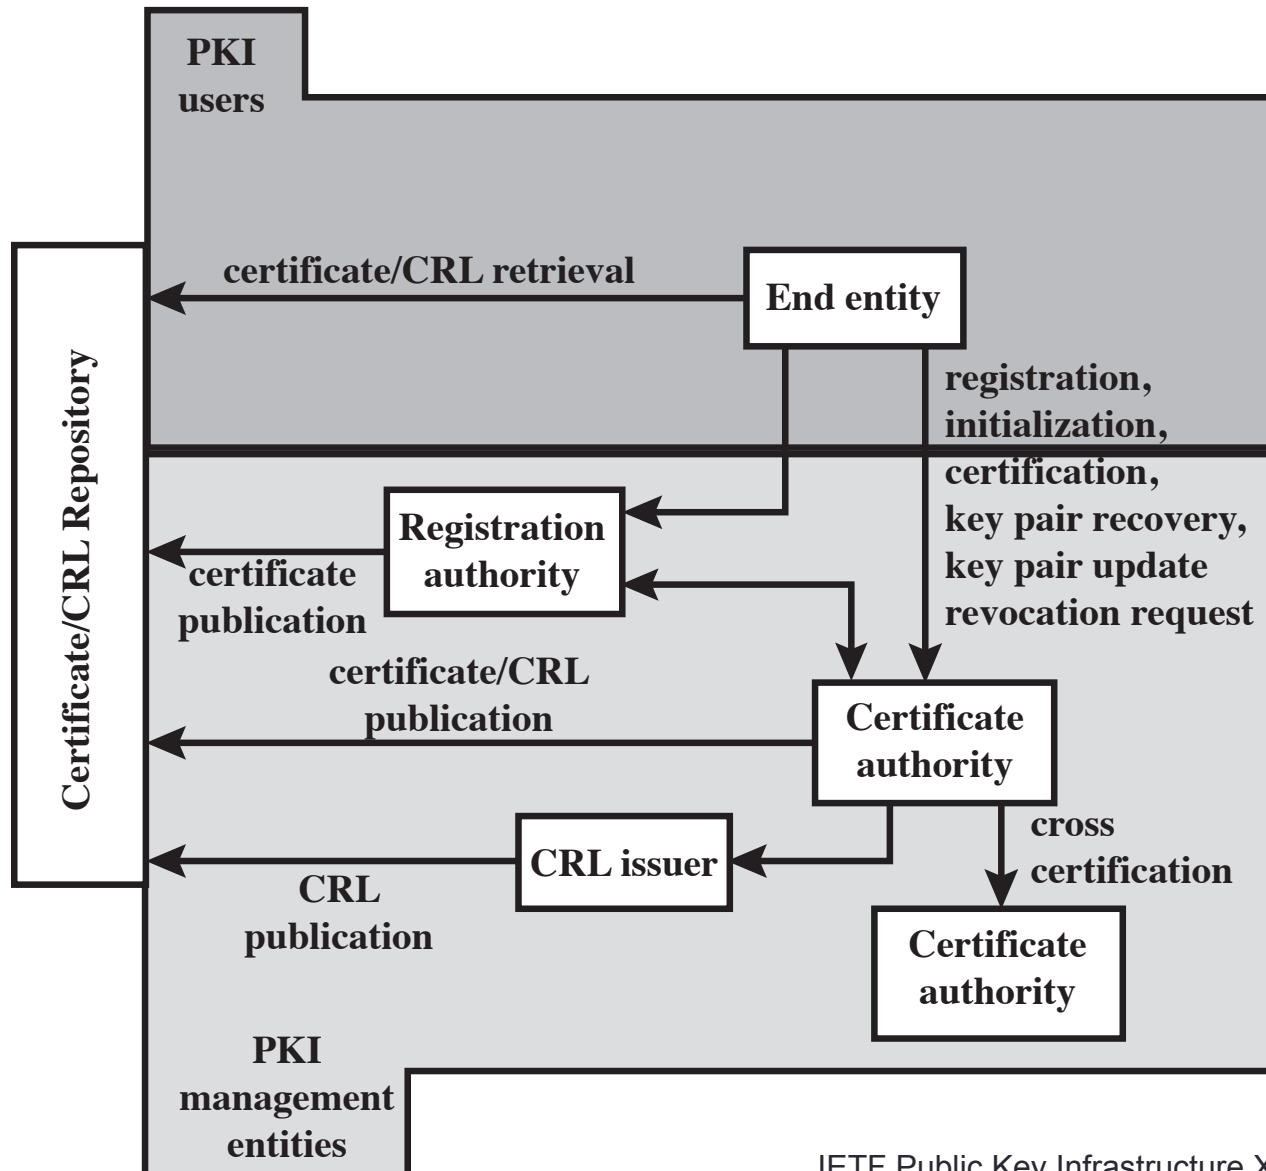 PKI
users
certificate/CRL retrieval
End entity
registration,
initialization,
certification,
key pair recovery,
key pair update
revocation request
Certificate/CRL Repository
Registration
authority
certificate
publication
certificate/CRL
publication
Certificate
authority
cross
certification
CRL issuer
CRL
publication
Certificate
authority
PKI
management
entities
IETF Public Key Infrastructure X